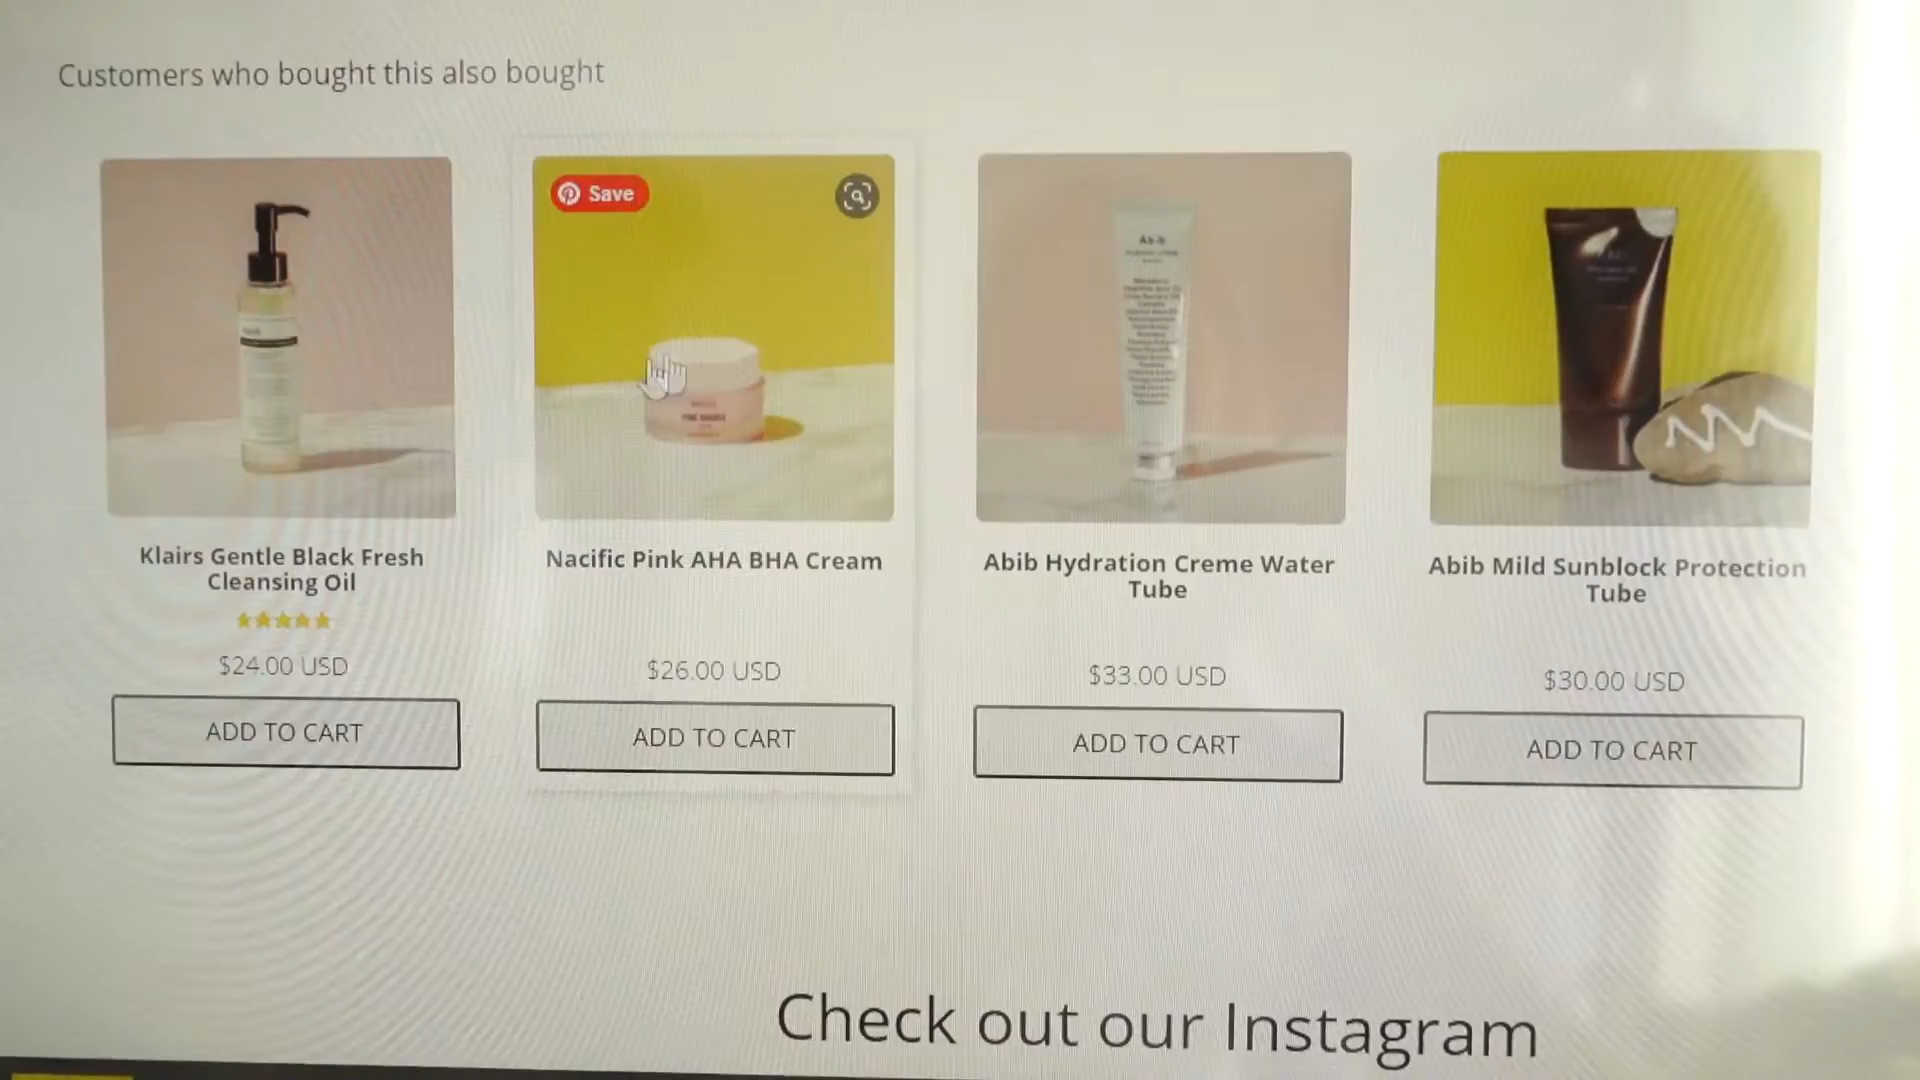 Customers who bought this also bought
Save
Abib
Klairs Gentle Black Fresh
Cleansing Oil
$24.00 USD
ADD TO CART
Nacific Pink AHA BHA Cream
$26.00 USD
ADD TO CART
Abib Hydration Creme Water
Tube
$33.00 USD
ADD TO CART
Abib Mild Sunblock Protection
Tube
$30.00 USD
ADD TO CART
Check out our Instagram